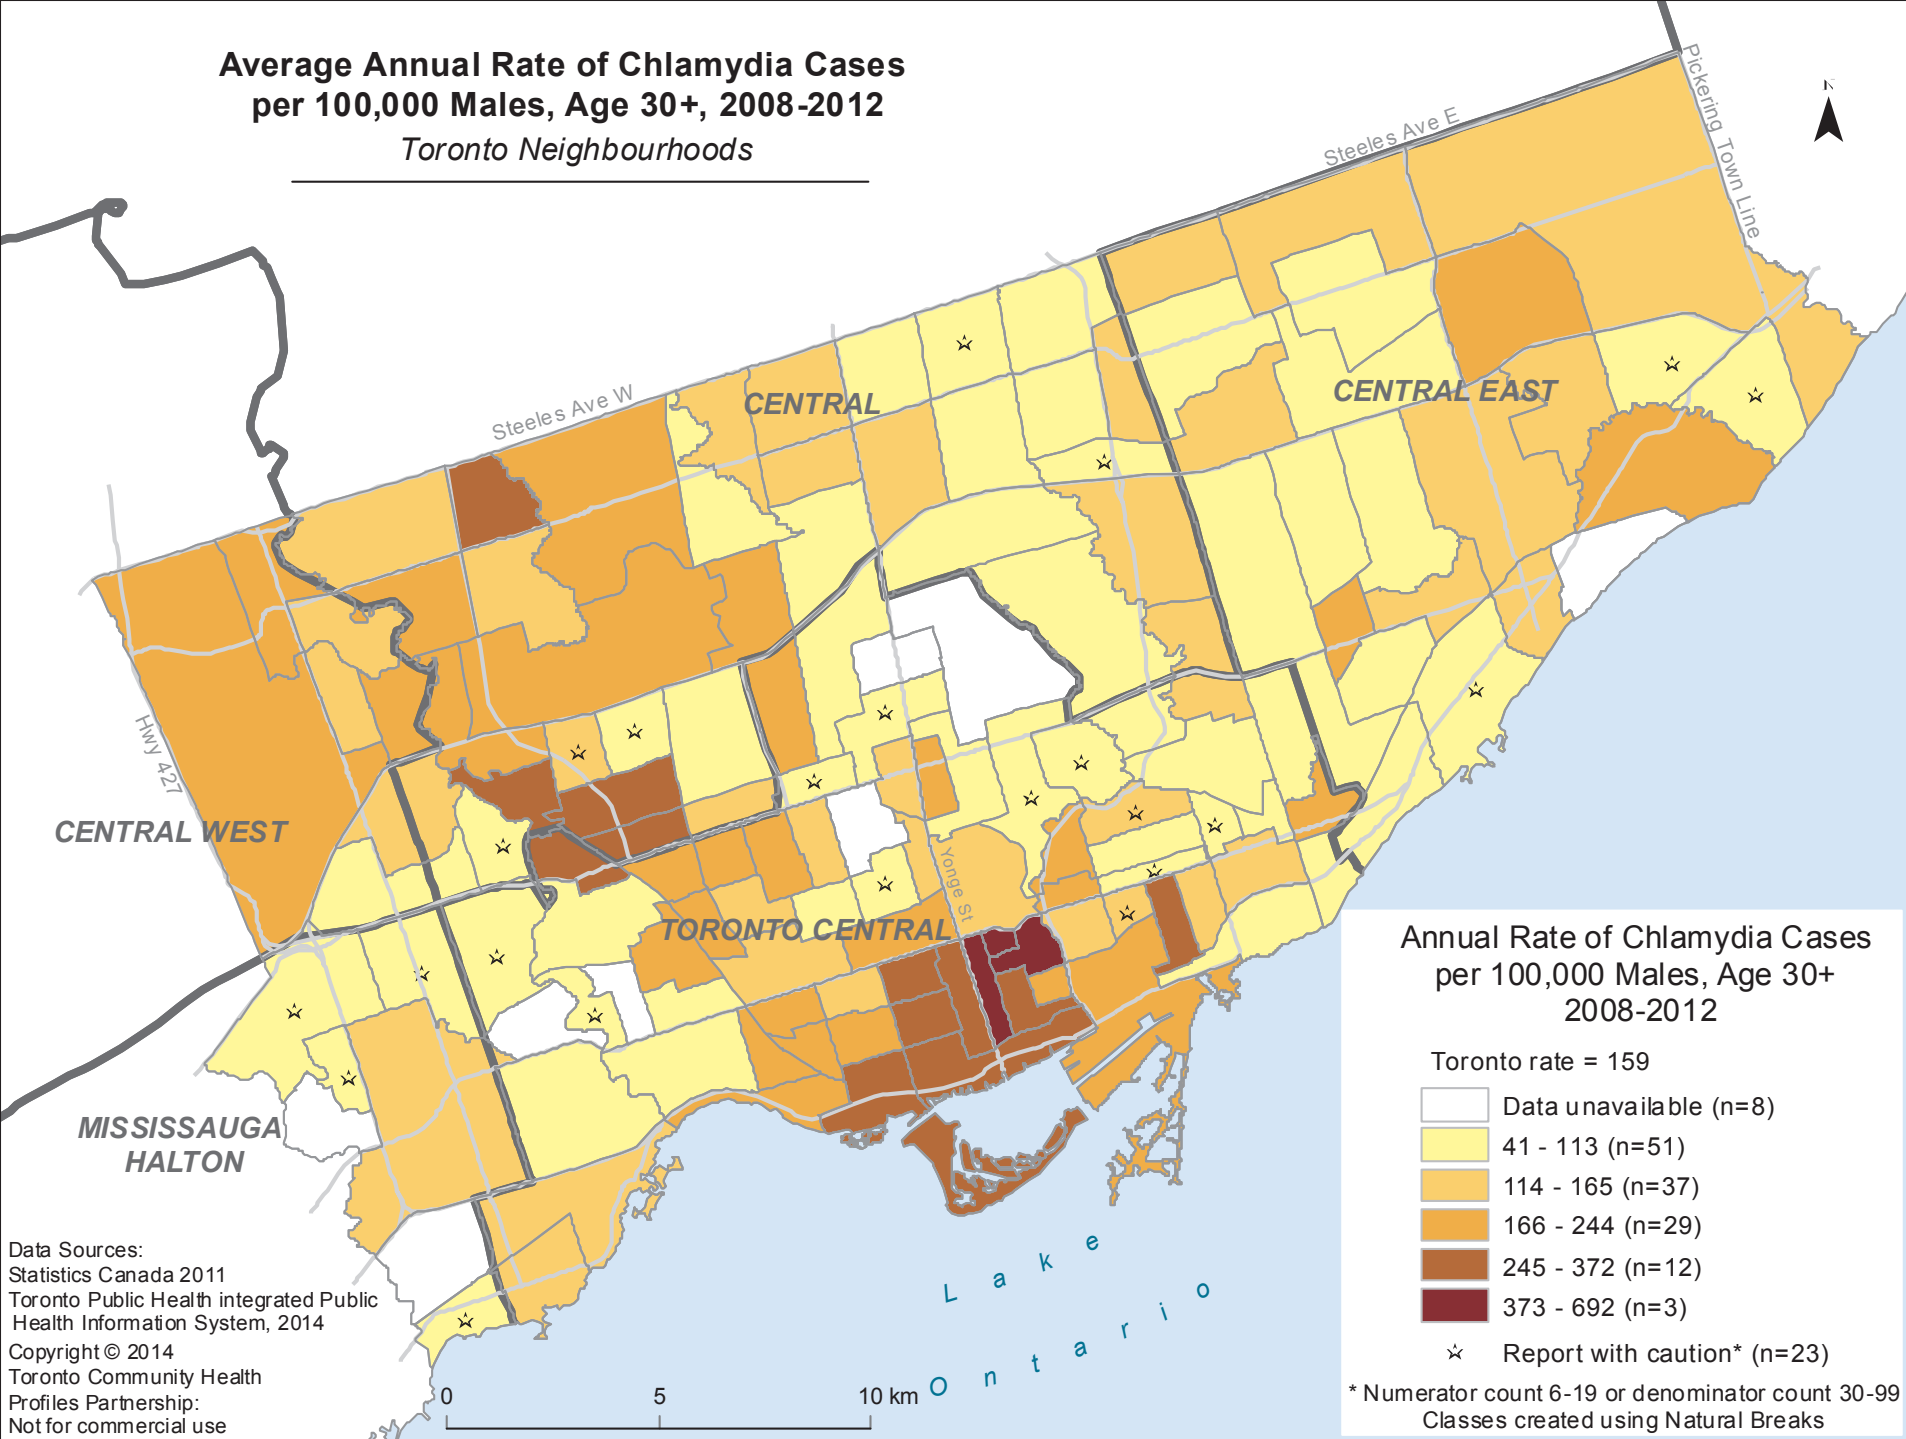 Average Annual Rate of Chlamydia Cases
per 100,000 Males, Age 30+, 2008-2012
Toronto Neighbourhoods
N
Steeles Ave E
Pickering Town Line
Steeles Ave W
CENTRAL
CENTRAL EAST
Hwy 427
CENTRAL WEST
Yonge St
TORONTO CENTRAL
MISSISSAUGA
HALTON
Lake
Ontario
Annual Rate of Chlamydia Cases
per 100,000 Males, Age 30+
2008-2012
Toronto rate = 159
Data unavailable (n=8)
41 - 113 (n=51)
114 - 165 (n=37)
166 - 244 (n=29)
245 - 372 (n=12)
373 - 692 (n=3)
Report with caution* (n=23)
* Numerator count 6-19 or denominator count 30-99
Classes created using Natural Breaks
Data Sources:
Statistics Canada 2011
Toronto Public Health integrated Public
Health Information System, 2014
Copyright © 2014
Toronto Community Health
Profiles Partnership:
Not for commercial use
0 5 10 km